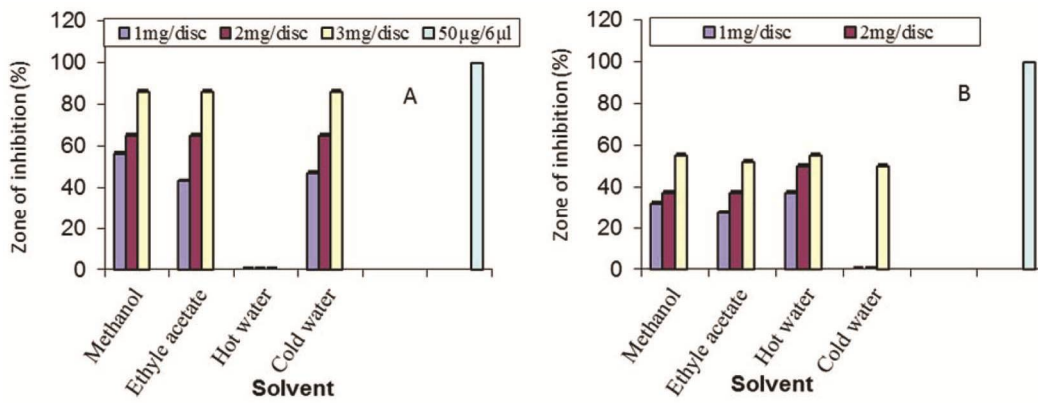 120
100
80
60
40
20
0
Zone of inhibition (%)
1mg/disc 2mg/disc 3mg/disc 50µg/6µl
A
Methanol
Ethyle acetate
Hot water
Cold water
Solvent
120
100
80
60
40
20
0
Zone of inhibition (%)
1mg/disc 2mg/disc
B
Methanol
Ethyle acetate
Hot water
Cold water
Solvent